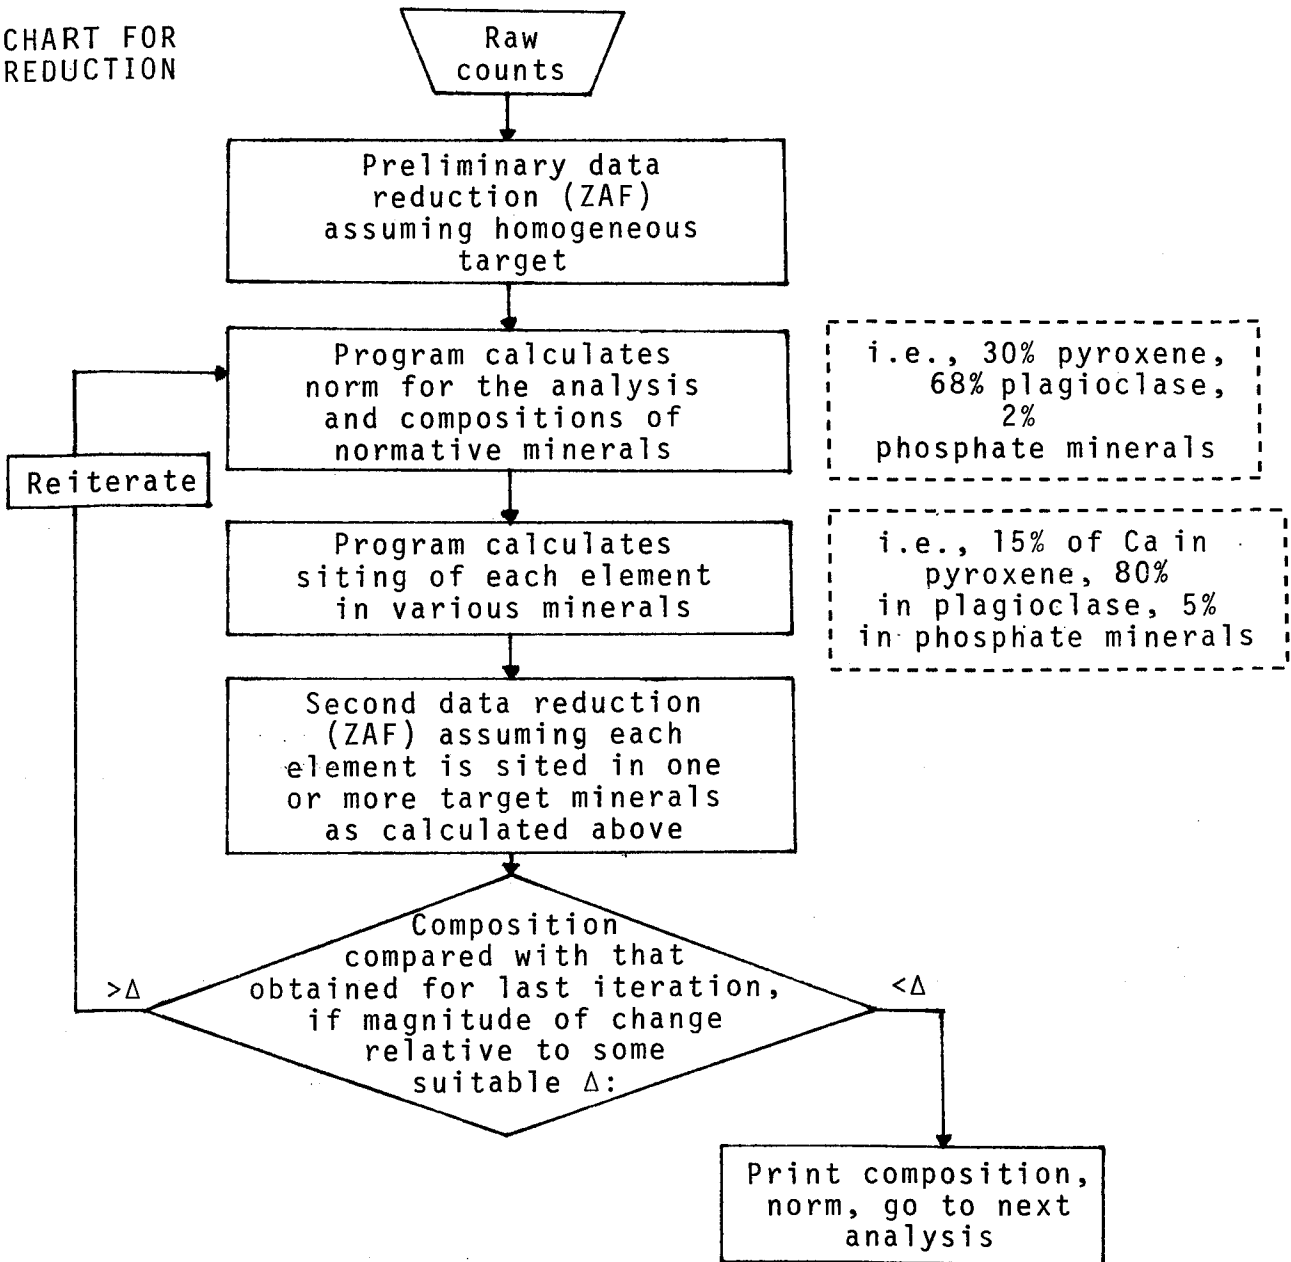 CHART FOR
REDUCTION
Raw
counts
Preliminary data
reduction (ZAF)
assuming homogeneous
target
Program calculates
norm for the analysis
and compositions of
normative minerals
i.e., 30% pyroxene,
68% plagioclase,
2%
phosphate minerals
Reiterate
Program calculates
siting of each element
in various minerals
i.e., 15% of Ca in
pyroxene, 80%
in plagioclase, 5%
in phosphate minerals
Second data reduction
(ZAF) assuming each
element is sited in one
or more target minerals
as calculated above
Composition
compared with that
obtained for last iteration,
if magnitude of change
relative to some
suitable Δ:
>Δ
<Δ
Print composition,
norm, go to next
analysis